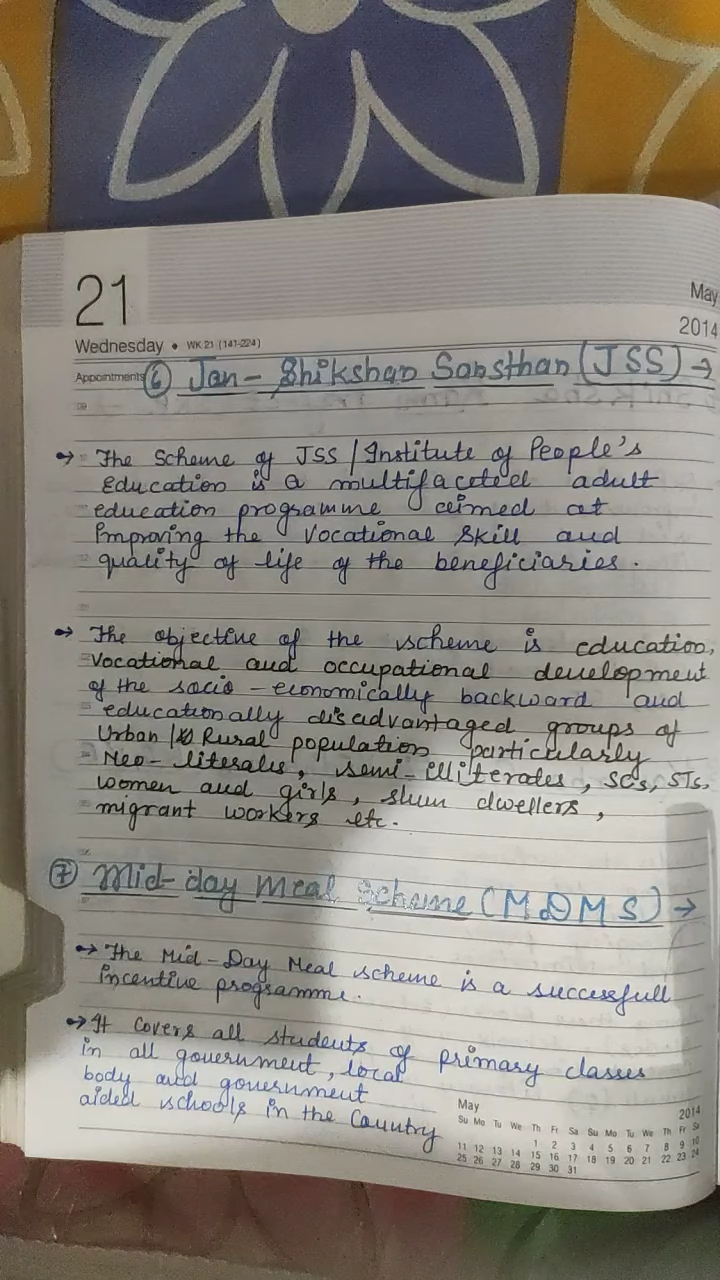 21
May
2014
Wednesday • WK 21 (141-224)
Appointments ⑥ Jan - Shikshan Sansthan (JSS) →
09
→ The Scheme of JSS / Institute of People's
Education is a multifaceted adult
education programme aimed at
Improving the Vocational Skill and
quality of life of the beneficiaries.
→ The objective of the scheme is education,
Vocational and occupational development
of the socio - economically backward and
educationally disadvantaged groups of
Urban / Rural population particularly
Neo - literates, semi - illiterates, SCs, STs,
women and girls, slum dwellers,
migrant workers etc.
⑦ Mid - day Meal Scheme (MDMS) →
→ The Mid - Day Meal scheme is a successfull
incentive programme.
→ It covers all students of primary classes
in all government, local
body and government
aided schools in the Country
May 2014
Su Mo Tu We Th Fr Sa Su Mo Tu We Th Fr Sa
1 2 3 4 5 6 7 8 9 10
11 12 13 14 15 16 17 18 19 20 21 22 23 24
25 26 27 28 29 30 31